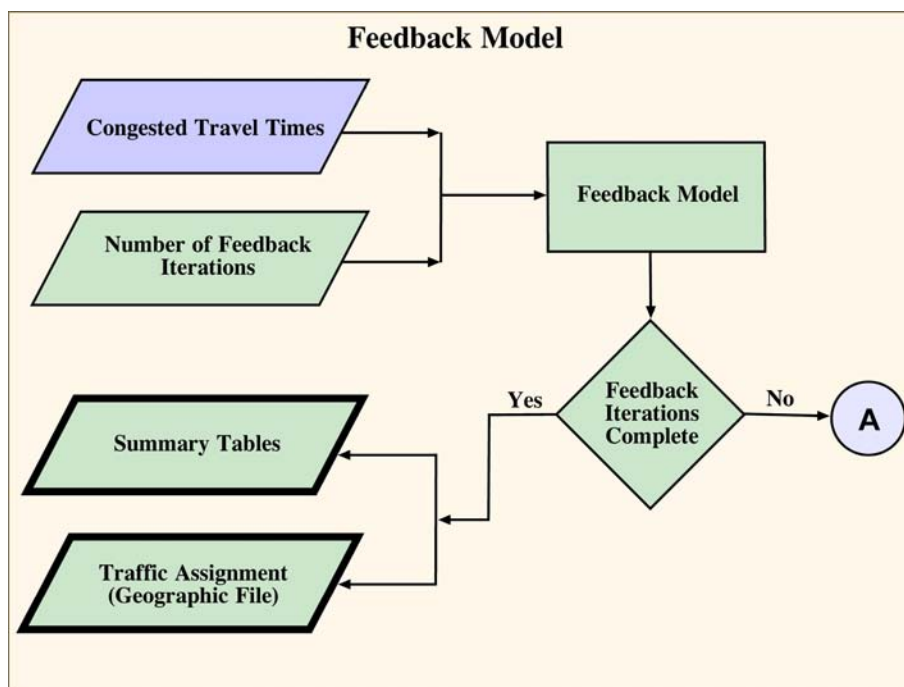 Feedback Model
Congested Travel Times
Number of Feedback
Iterations
Feedback Model
Feedback
Iterations
Complete
Yes
No
A
Summary Tables
Traffic Assignment
(Geographic File)